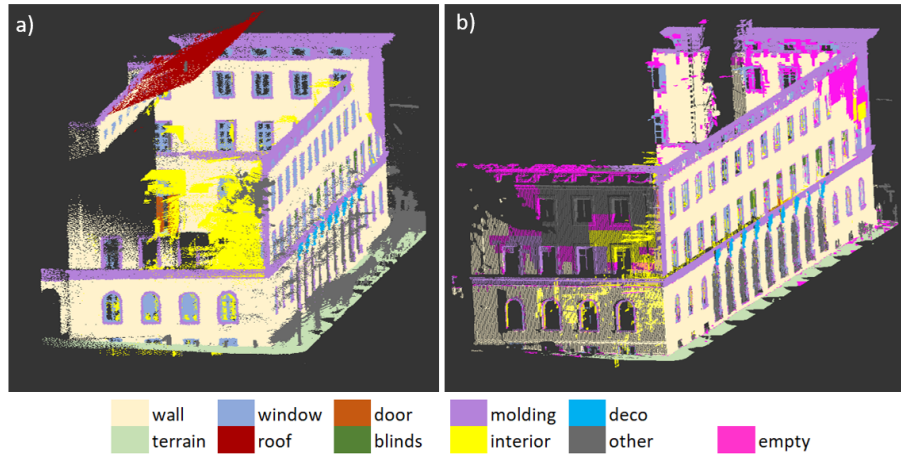 a)
b)
wall window door molding deco
terrain roof blinds interior other empty